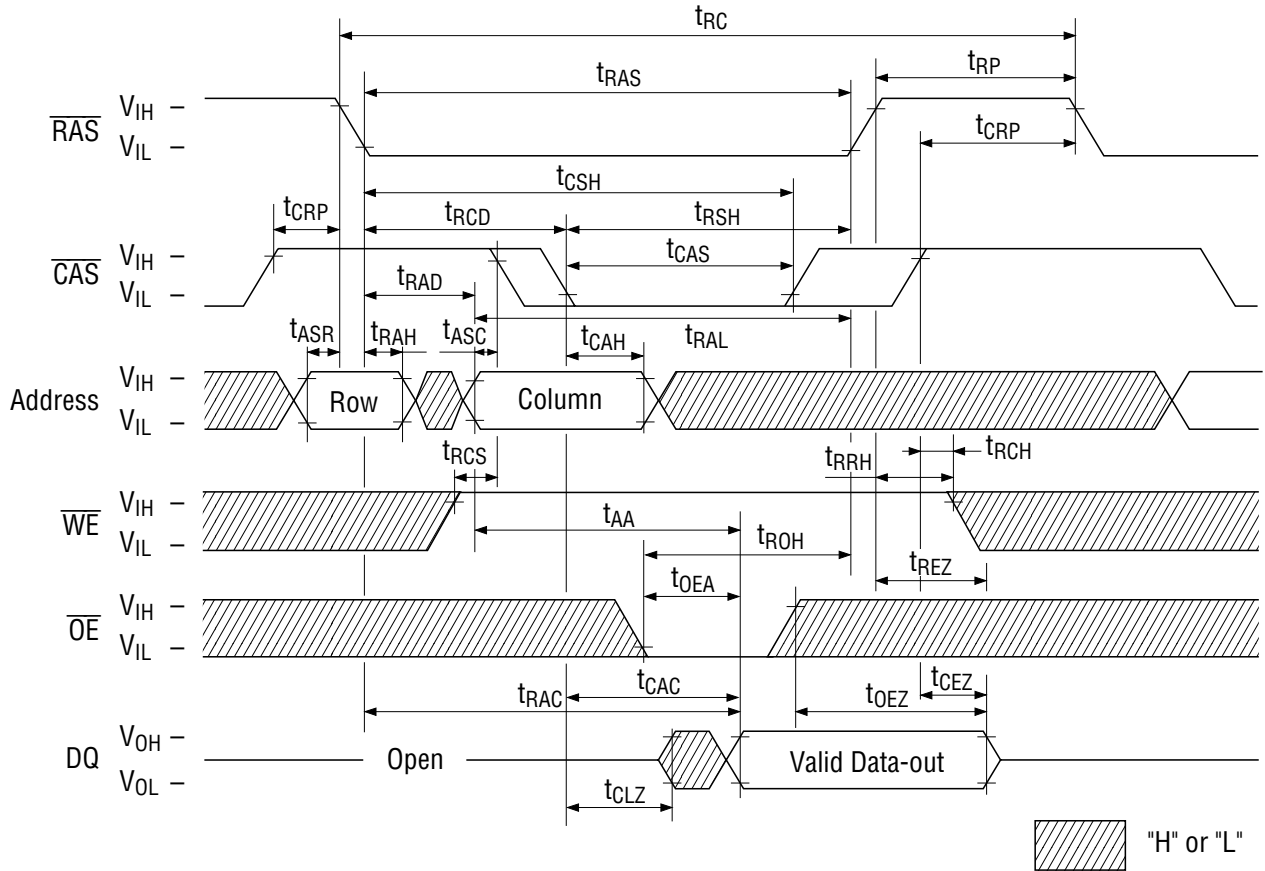 tRC
tRAS
tRP
RAS
VIH –
VIL –
tCRP
tCSH
tCRP
tRCD
tRSH
CAS
VIH –
VIL –
tCAS
tRAD
tRAL
tASR
tRAH
tASC
tCAH
Address
VIH –
VIL –
Row
Column
tRCS
tRRH
tRCH
WE
VIH –
VIL –
tAA
tROH
tREZ
tOEA
OE
VIH –
VIL –
tCAC
tRAC
tCEZ
tOEZ
DQ
VOH –
VOL –
Open
Valid Data-out
tCLZ
"H" or "L"